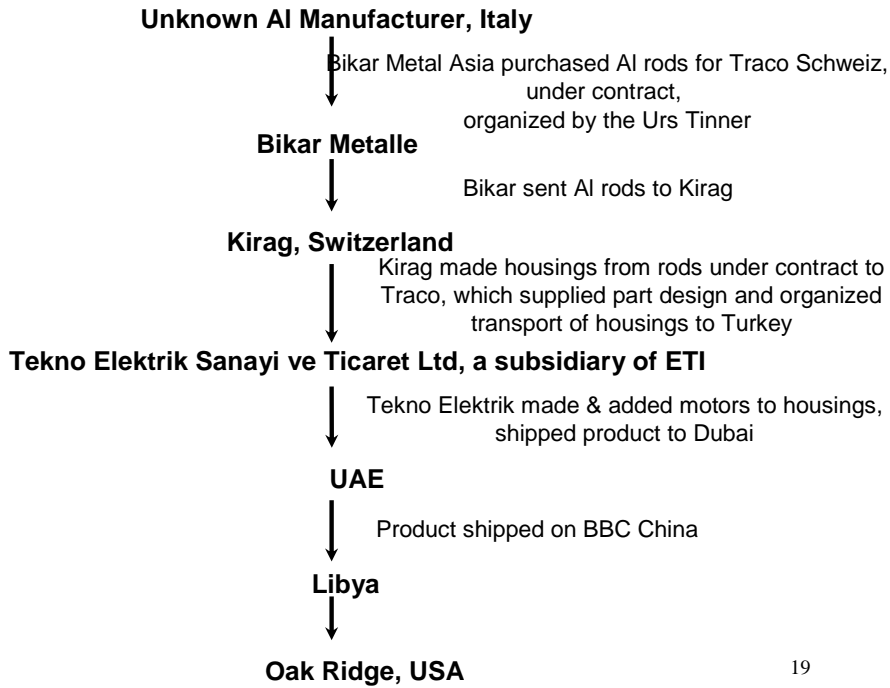 Unknown Al Manufacturer, Italy
Bikar Metal Asia purchased Al rods for Traco Schweiz,
under contract,
organized by the Urs Tinner
Bikar Metalle
Bikar sent Al rods to Kirag
Kirag, Switzerland
Kirag made housings from rods under contract to
Traco, which supplied part design and organized
transport of housings to Turkey
Tekno Elektrik Sanayi ve Ticaret Ltd, a subsidiary of ETI
Tekno Elektrik made & added motors to housings,
shipped product to Dubai
UAE
Product shipped on BBC China
Libya
Oak Ridge, USA
19